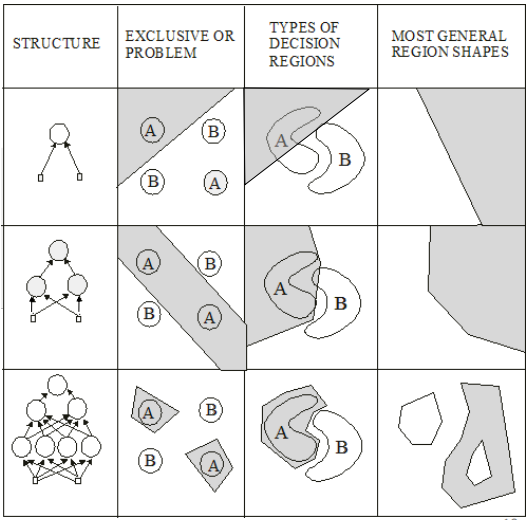 STRUCTURE
EXCLUSIVE OR
PROBLEM
TYPES OF
DECISION
REGIONS
MOST GENERAL
REGION SHAPES
A
B
B
A
A
B
A
B
B
A
A
B
A
B
B
A
A
B